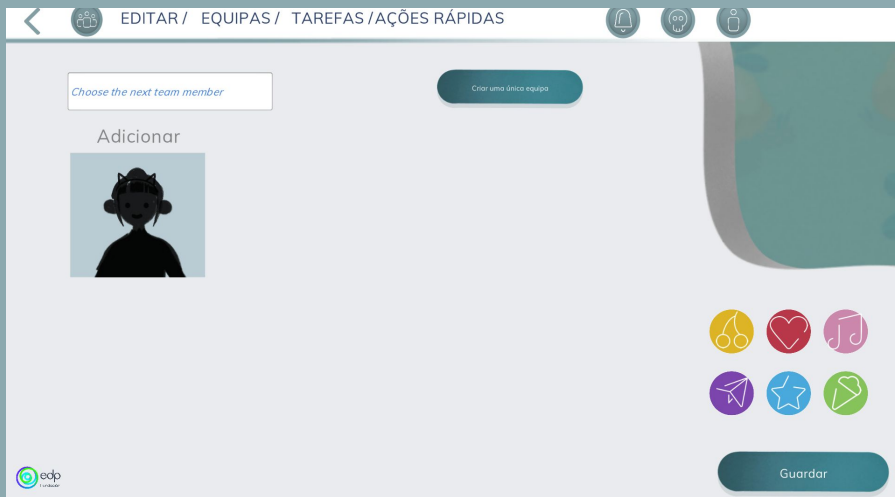 EDITAR / EQUIPAS / TAREFAS /AÇÕES RÁPIDAS
Choose the next team member
Criar uma única equipa
Adicionar
Guardar
edp